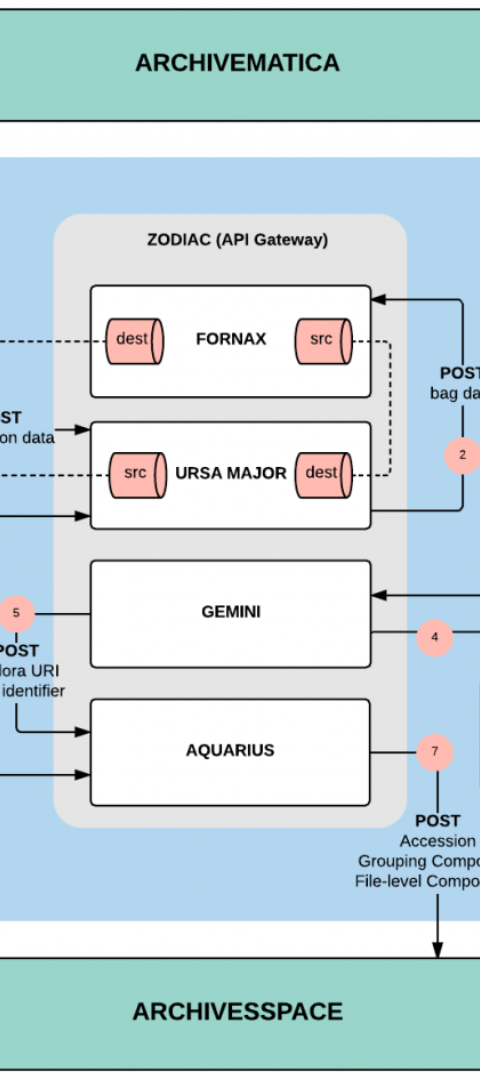 ARCHIVEMATICA
ZODIAC (API Gateway)
dest
FORNAX
src
POST
bag da
ST
on data
src
URSA MAJOR
dest
2
GEMINI
5
4
POST
lora URI
identifier
AQUARIUS
7
POST
Accession
Grouping Compo
File-level Compo
ARCHIVESSPACE